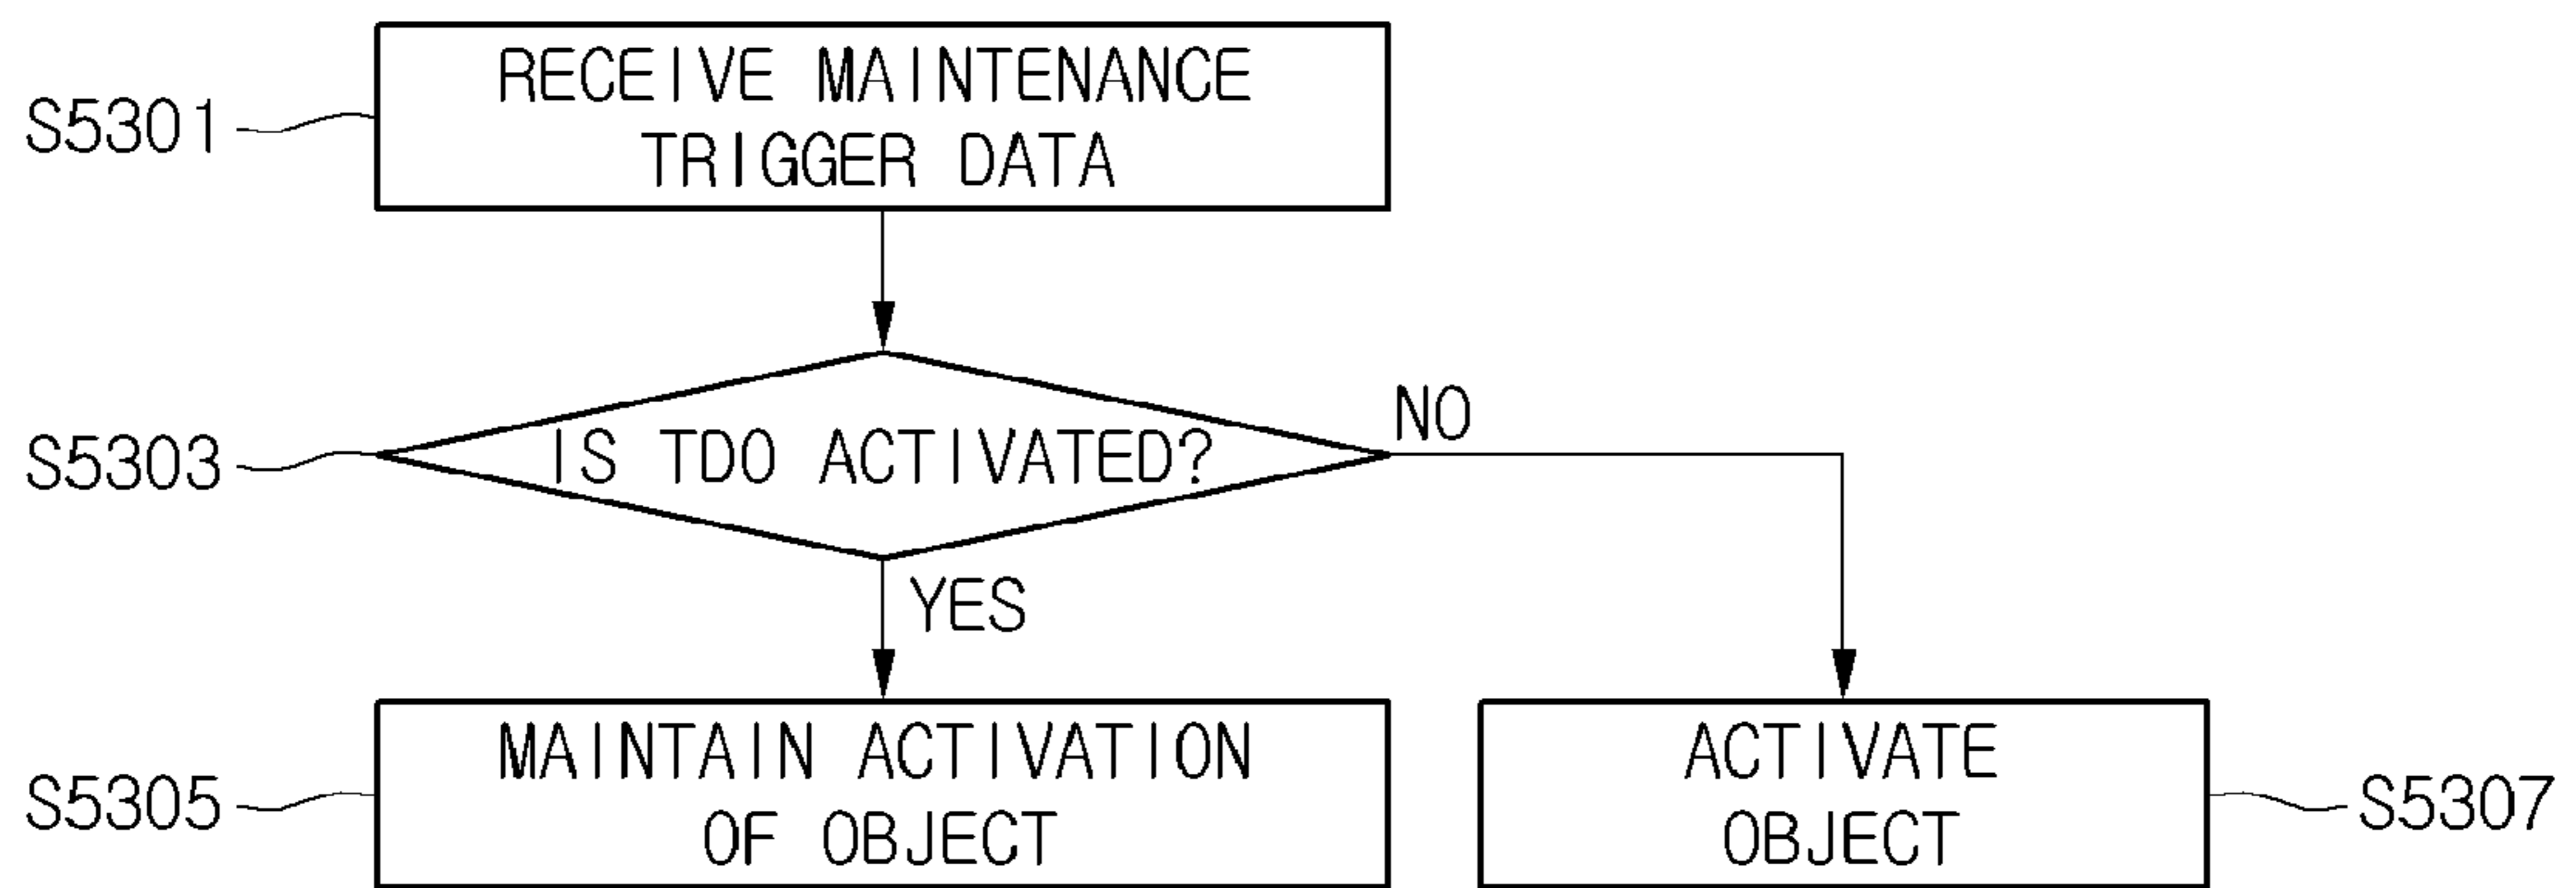 S5301
RECEIVE MAINTENANCE
TRIGGER DATA
S5303
IS TDO ACTIVATED?
NO
YES
S5305
MAINTAIN ACTIVATION
OF OBJECT
ACTIVATE
OBJECT
S5307